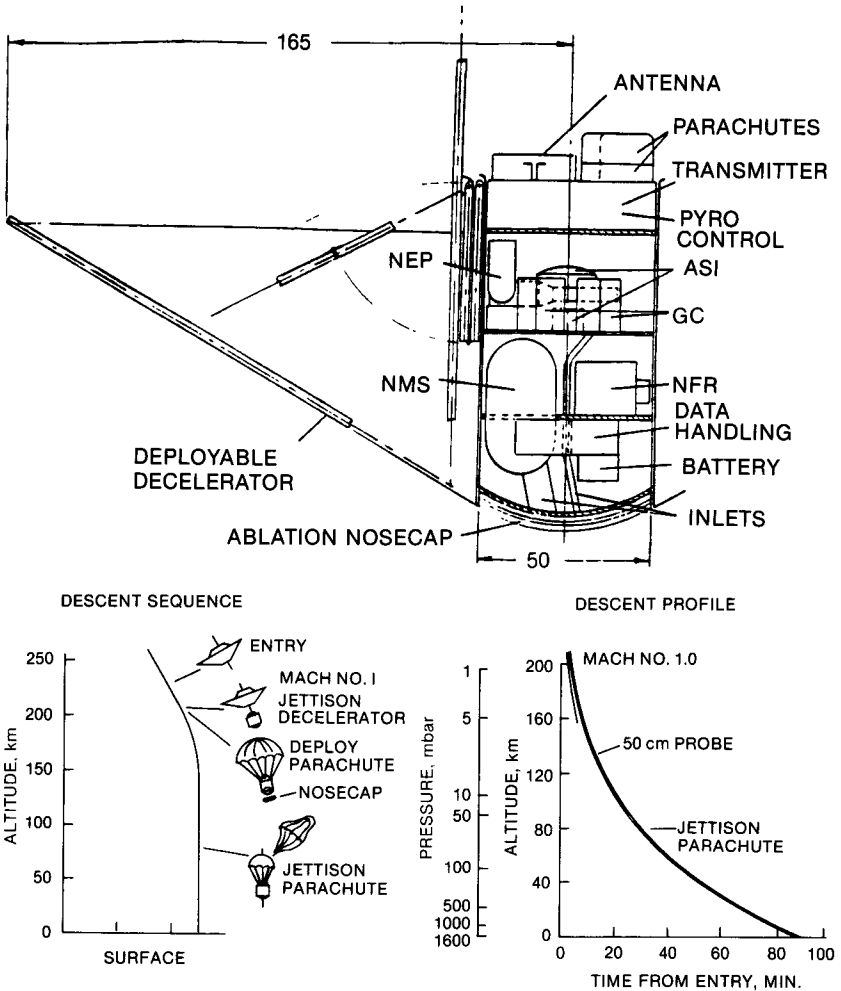 165
ANTENNA
PARACHUTES
TRANSMITTER
PYRO
CONTROL
NEP
ASI
GC
NMS
NFR
DATA
HANDLING
DEPLOYABLE
DECELERATOR
BATTERY
INLETS
ABLATION NOSECAP
50
DESCENT SEQUENCE
ALTITUDE, km
250
200
150
100
50
0
ENTRY
MACH NO. I
JETTISON
DECELERATOR
DEPLOY
PARACHUTE
NOSECAP
JETTISON
PARACHUTE
SURFACE
DESCENT PROFILE
PRESSURE, mbar
1
5
10
50
100
500
1000
1600
ALTITUDE, km
200
160
120
80
40
0
MACH NO. 1.0
50 cm PROBE
JETTISON
PARACHUTE
0 20 40 60 80 100
TIME FROM ENTRY, MIN.